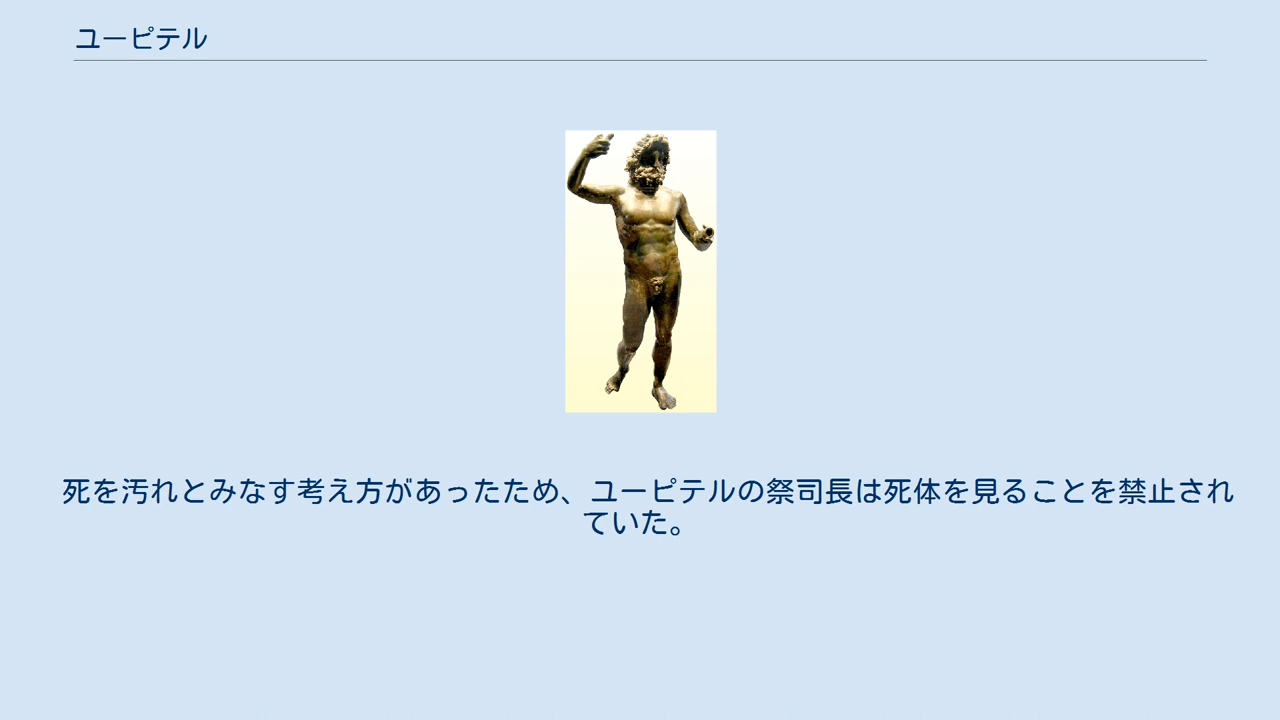 ユーピテル
死を汚れとみなす考え方があったため、ユーピテルの祭司長は死体を見ることを禁止され
ていた。